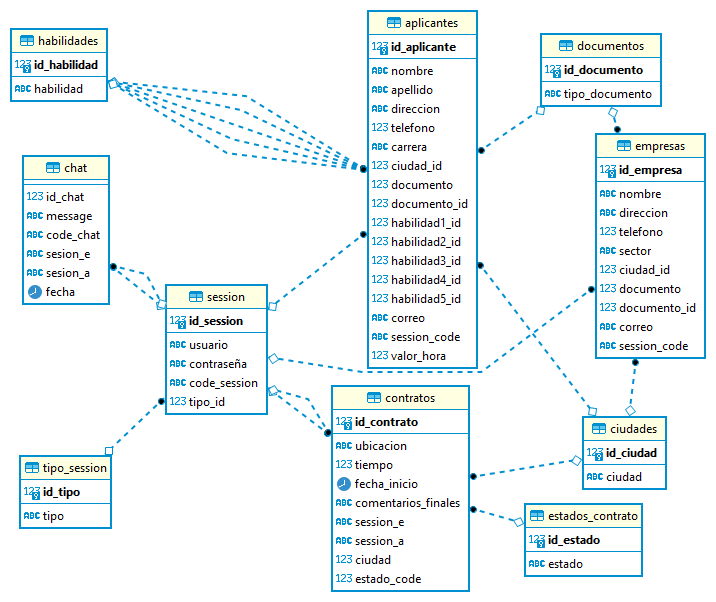 habilidades
123 id_habilidad
ABC habilidad
chat
123 id_chat
ABC message
ABC code_chat
ABC sesion_e
ABC sesion_a
fecha
session
123 id_session
ABC usuario
ABC contraseña
ABC code_session
123 tipo_id
tipo_session
123 id_tipo
ABC tipo
aplicantes
123 id_aplicante
ABC nombre
ABC apellido
ABC direccion
123 telefono
ABC carrera
123 ciudad_id
123 documento
123 documento_id
123 habilidad1_id
123 habilidad2_id
123 habilidad3_id
123 habilidad4_id
123 habilidad5_id
ABC correo
ABC session_code
123 valor_hora
contratos
123 id_contrato
ABC ubicacion
123 tiempo
fecha_inicio
ABC comentarios_finales
ABC session_e
ABC session_a
123 ciudad
123 estado_code
documentos
123 id_documento
ABC tipo_documento
empresas
123 id_empresa
ABC nombre
ABC direccion
123 telefono
ABC sector
123 ciudad_id
123 documento
123 documento_id
ABC correo
ABC session_code
ciudades
123 id_ciudad
ABC ciudad
estados_contrato
123 id_estado
ABC estado